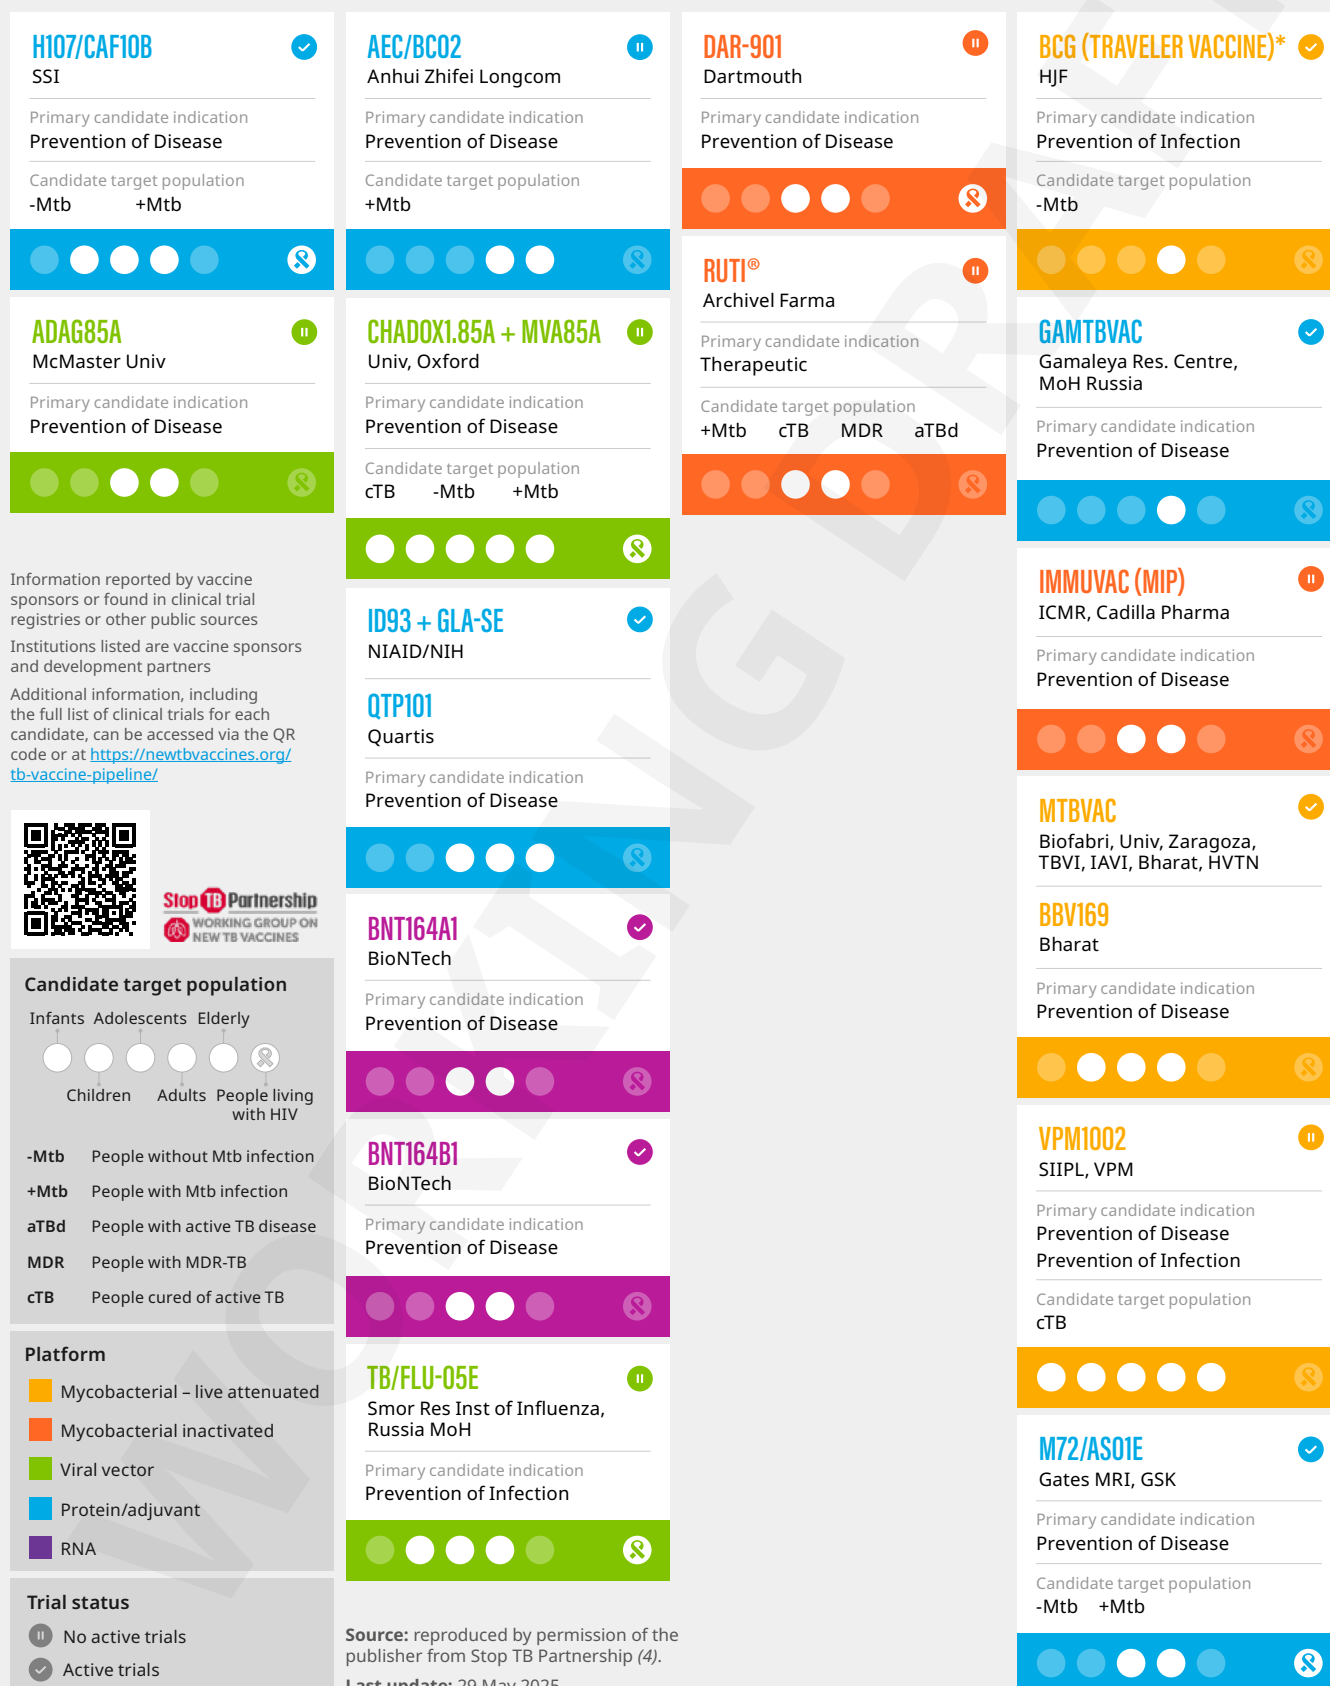 H107/CAF10B
SSI
Primary candidate indication
Prevention of Disease
Candidate target population
-Mtb +Mtb
ADAG85A
McMaster Univ
Primary candidate indication
Prevention of Disease
Information reported by vaccine
sponsors or found in clinical trial
registries or other public sources
Institutions listed are vaccine sponsors
and development partners
Additional information, including
the full list of clinical trials for each
candidate, can be accessed via the QR
code or at https://newtbvaccines.org/
tb-vaccine-pipeline/
Stop TB Partnership
WORKING GROUP ON
NEW TB VACCINES
Candidate target population
Infants Adolescents Elderly
Children Adults People living
with HIV
-Mtb People without Mtb infection
+Mtb People with Mtb infection
aTBd People with active TB disease
MDR People with MDR-TB
cTB People cured of active TB
Platform
Mycobacterial – live attenuated
Mycobacterial inactivated
Viral vector
Protein/adjuvant
RNA
Trial status
No active trials
Active trials
AEC/BC02
Anhui Zhifei Longcom
Primary candidate indication
Prevention of Disease
Candidate target population
+Mtb
CHADOX1.85A + MVA85A
Univ, Oxford
Primary candidate indication
Prevention of Disease
Candidate target population
cTB -Mtb +Mtb
ID93 + GLA-SE
NIAID/NIH
QTP101
Quartis
Primary candidate indication
Prevention of Disease
BNT164A1
BioNTech
Primary candidate indication
Prevention of Disease
BNT164B1
BioNTech
Primary candidate indication
Prevention of Disease
TB/FLU-05E
Smor Res Inst of Influenza,
Russia MoH
Primary candidate indication
Prevention of Infection
Source: reproduced by permission of the
publisher from Stop TB Partnership (4).
Last update: 29 May 2025
DAR-901
Dartmouth
Primary candidate indication
Prevention of Disease
RUTI®
Archivel Farma
Primary candidate indication
Therapeutic
Candidate target population
+Mtb cTB MDR aTBd
BCG (TRAVELER VACCINE)*
HJF
Primary candidate indication
Prevention of Infection
Candidate target population
-Mtb
GAMTBVAC
Gamaleya Res. Centre,
MoH Russia
Primary candidate indication
Prevention of Disease
IMMUVAC (MIP)
ICMR, Cadilla Pharma
Primary candidate indication
Prevention of Disease
MTBVAC
Biofabri, Univ, Zaragoza,
TBVI, IAVI, Bharat, HVTN
BBV169
Bharat
Primary candidate indication
Prevention of Disease
VPM1002
SIIPL, VPM
Primary candidate indication
Prevention of Disease
Prevention of Infection
Candidate target population
cTB
M72/AS01E
Gates MRI, GSK
Primary candidate indication
Prevention of Disease
Candidate target population
-Mtb +Mtb
WORKING DRAFT